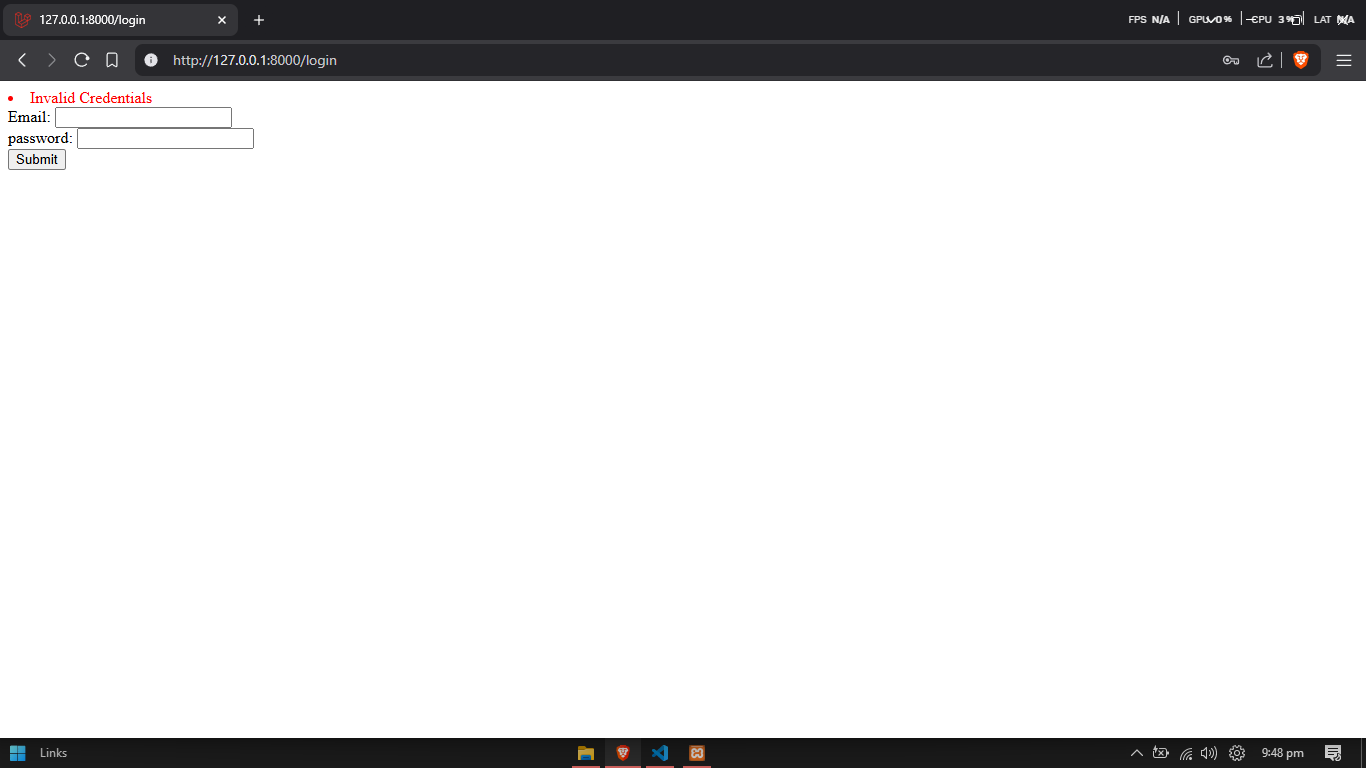 127.0.0.1:8000/login
FPS N/A GPU 0 % CPU 3 % LAT N/A
http://127.0.0.1:8000/login
Invalid Credentials
Email:
password:
Submit
Links
9:48 pm